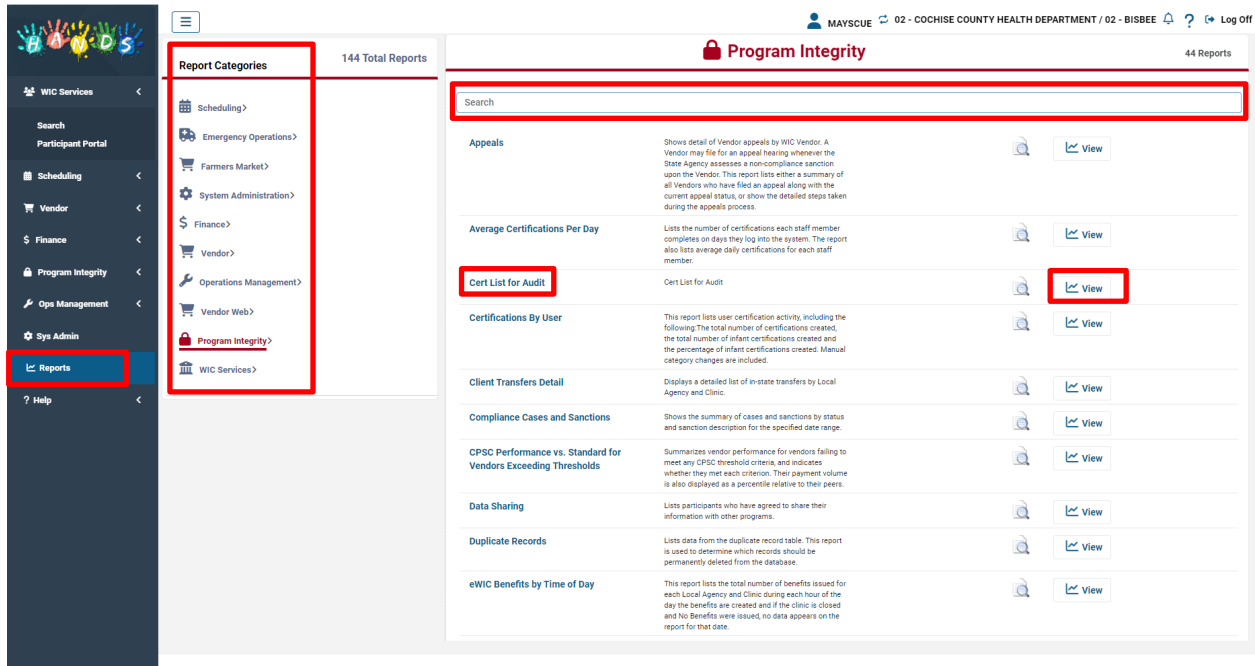 HANDS
MAYSCUE 02 - COCHISE COUNTY HEALTH DEPARTMENT / 02 - BISBEE ? Log Off
WIC Services
Search
Participant Portal
Scheduling
Vendor
$ Finance
Program Integrity
Ops Management
Sys Admin
Reports
? Help
Report Categories
144 Total Reports
Scheduling>
Emergency Operations>
Farmers Market>
System Administration>
$ Finance>
Vendor>
Operations Management>
Vendor Web>
Program Integrity>
WIC Services>
Program Integrity
44 Reports
Search
Appeals
Shows detail of Vendor appeals by WIC Vendor. A
Vendor may file for an appeal hearing whenever the
State Agency assesses a non-compliance sanction
upon the Vendor. This report lists either a summary of
all Vendors who have filed an appeal along with the
current appeal status, or show the detailed steps taken
during the appeals process.
View
Average Certifications Per Day
Lists the number of certifications each staff member
completes on days they log into the system. The report
also lists average daily certifications for each staff
member.
View
Cert List for Audit
Cert List for Audit
View
Certifications By User
This report lists user certification activity, including the
following:The total number of certifications created,
the total number of infant certifications created and
the percentage of infant certifications created. Manual
category changes are included.
View
Client Transfers Detail
Displays a detailed list of in-state transfers by Local
Agency and Clinic.
View
Compliance Cases and Sanctions
Shows the summary of cases and sanctions by status
and sanction description for the specified date range.
View
CPSC Performance vs. Standard for
Vendors Exceeding Thresholds
Summarizes vendor performance for vendors failing to
meet any CPSC threshold criteria, and indicates
whether they met each criterion. Their payment volume
is also displayed as a percentile relative to their peers.
View
Data Sharing
Lists participants who have agreed to share their
information with other programs.
View
Duplicate Records
Lists data from the duplicate record table. This report
is used to determine which records should be
permanently deleted from the database.
View
eWIC Benefits by Time of Day
This report lists the total number of benefits issued for
each Local Agency and Clinic during each hour of the
day the benefits are created and if the clinic is closed
and No Benefits were issued, no data appears on the
report for that date.
View